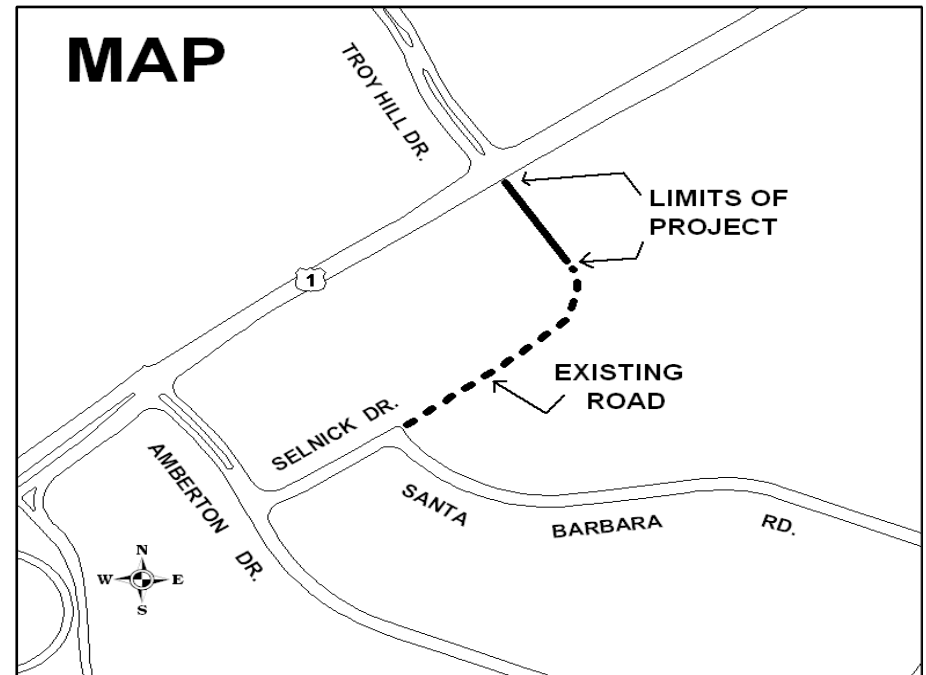 MAP
TROY HILL DR.
LIMITS OF
PROJECT
1
EXISTING
ROAD
SELNICK DR.
AMBERTON DR.
SANTA BARBARA RD.
N
W E
S